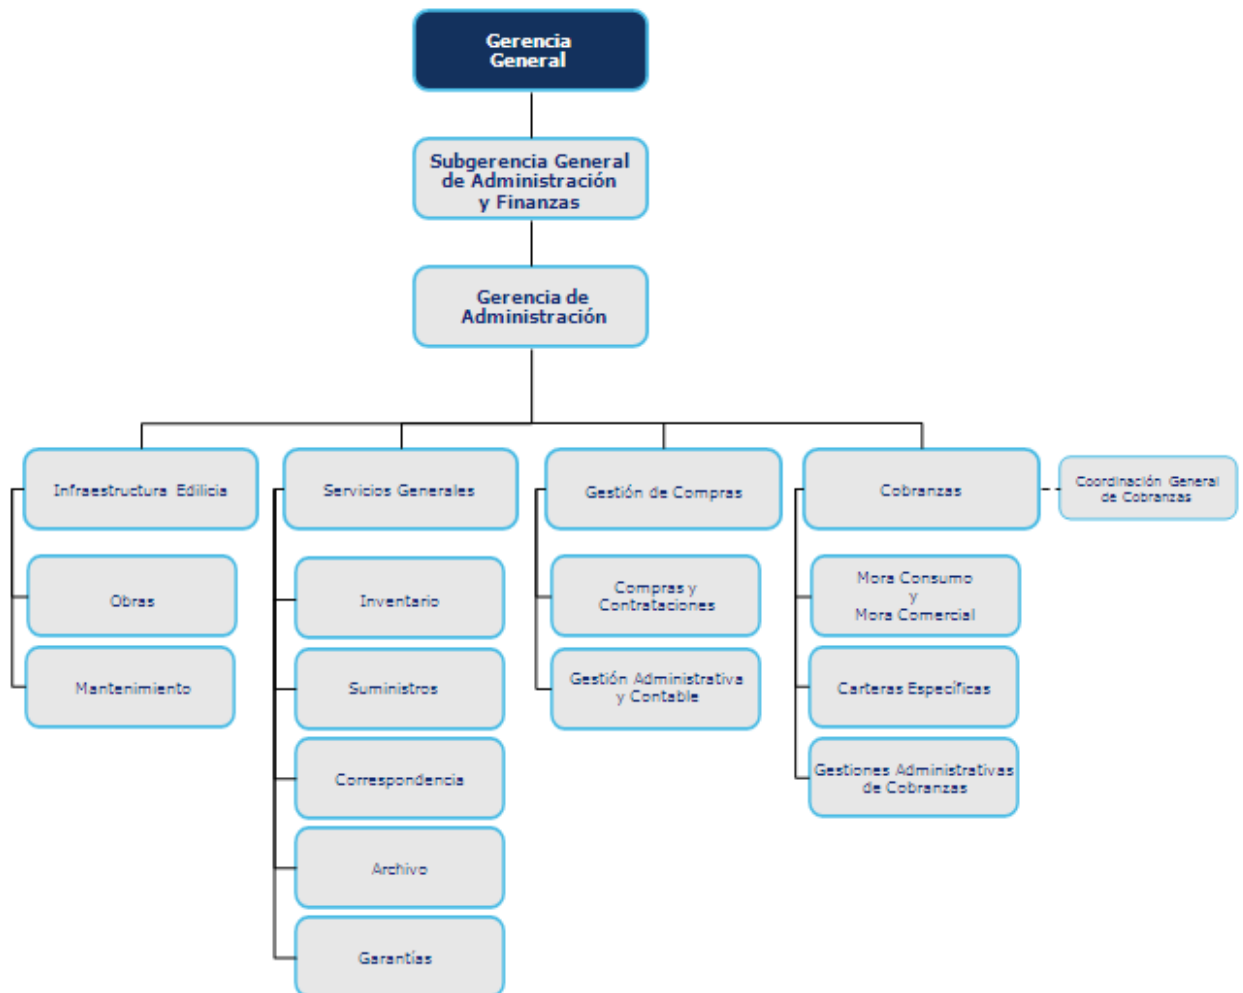 Gerencia
General
Subgerencia General
de Administración
y Finanzas
Gerencia de
Administración
Infraestructura Edilicia
Servicios Generales
Gestión de Compras
Cobranzas
Coordinación General
de Cobranzas
Obras
Mantenimiento
Inventario
Suministros
Correspondencia
Archivo
Garantías
Compras y
Contrataciones
Gestión Administrativa
y Contable
Mora Consumo
y
Mora Comercial
Carteras Específicas
Gestiones Administrativas
de Cobranzas